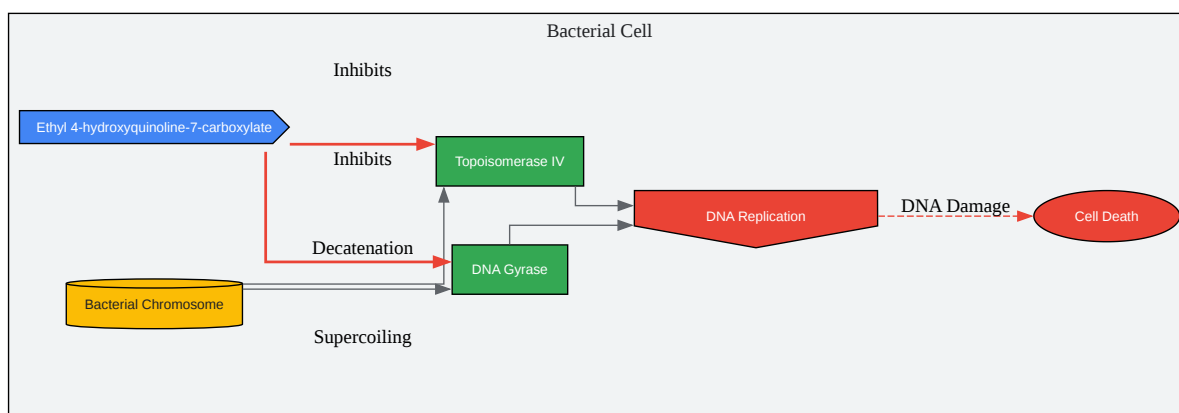 Bacterial Cell
Inhibits
Ethyl 4-hydroxyquinoline-7-carboxylate
Inhibits
Topoisomerase IV
DNA Replication
DNA Damage
Cell Death
Decatenation
DNA Gyrase
Bacterial Chromosome
Supercoiling